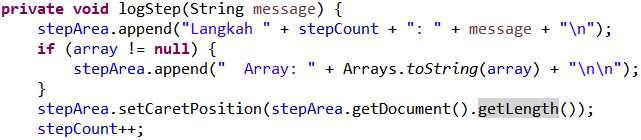 private void logStep(String message) {
    stepArea.append("Langkah " + stepCount + ": " + message + "\n");
    if (array != null) {
        stepArea.append("  Array: " + Arrays.toString(array) + "\n\n");
    }
    stepArea.setCaretPosition(stepArea.getDocument().getLength());
    stepCount++;